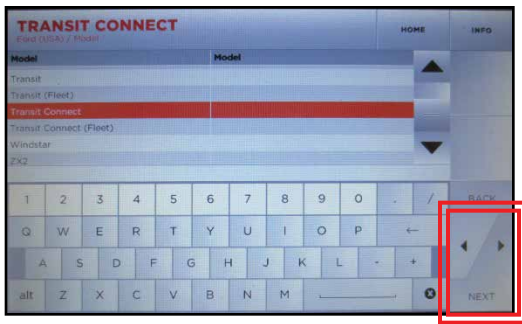 TRANSIT CONNECT
HOME
INFO
Ford (USA) / Model
Model Model
Transit
Transit (Fleet)
Transit Connect
Transit Connect (Fleet)
Windstar
ZX2
1 2 3 4 5 6 7 8 9 0 . /
BACK
Q W E R T Y U I O P ←
A S D F G H J K L - +
alt Z X C V B N M
NEXT